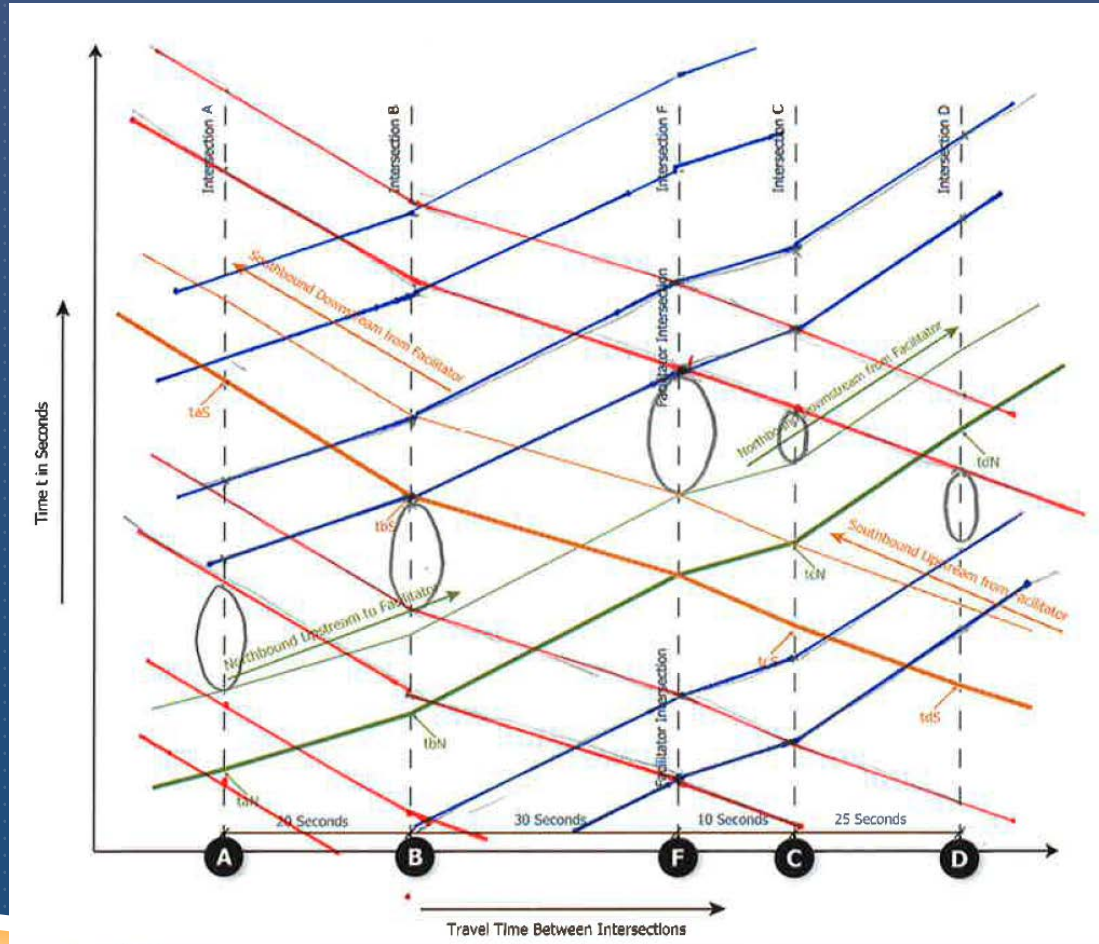 Intersection A
Intersection B
Intersection F
Intersection C
Intersection D
Southbound Downstream from Facilitator
Facilitator Intersection
Northbound Downstream from Facilitator
taS
tdN
Time t in Seconds
tbS
Southbound Upstream from Facilitator
tcN
Northbound Upstream to Facilitator
tcS
Facilitator Intersection
tdS
tbN
taN
20 Seconds
30 Seconds
10 Seconds
25 Seconds
A
B
F
C
D
Travel Time Between Intersections